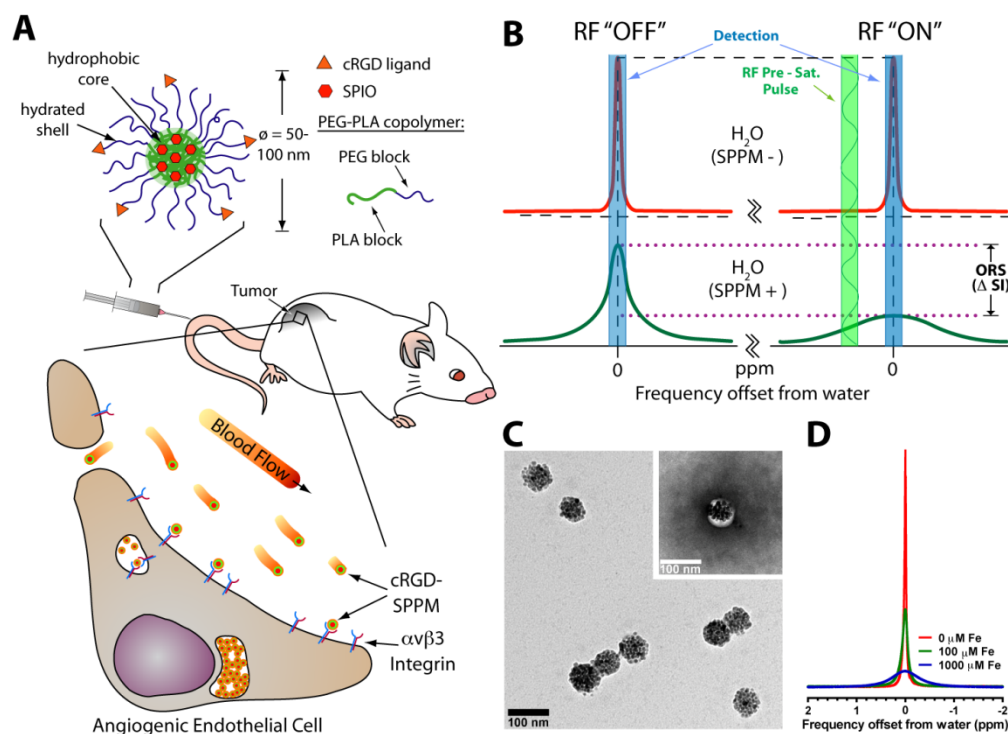 A
hydrophobic
core
hydrated
shell
cRGD ligand
SPIO
ø = 50-
100 nm
PEG-PLA copolymer:
PEG block
PLA block
Tumor
Blood Flow
cRGD-
SPPM
αvβ3
Integrin
Angiogenic Endothelial Cell
B
RF "OFF"
Detection
RF "ON"
RF Pre - Sat.
Pulse
H₂O
(SPPM -)
H₂O
(SPPM +)
ORS
(Δ SI)
0
ppm
0
Frequency offset from water
C
100 nm
100 nm
D
0 μM Fe
100 μM Fe
1000 μM Fe
2 1 0 -1 -2
Frequency offset from water (ppm)